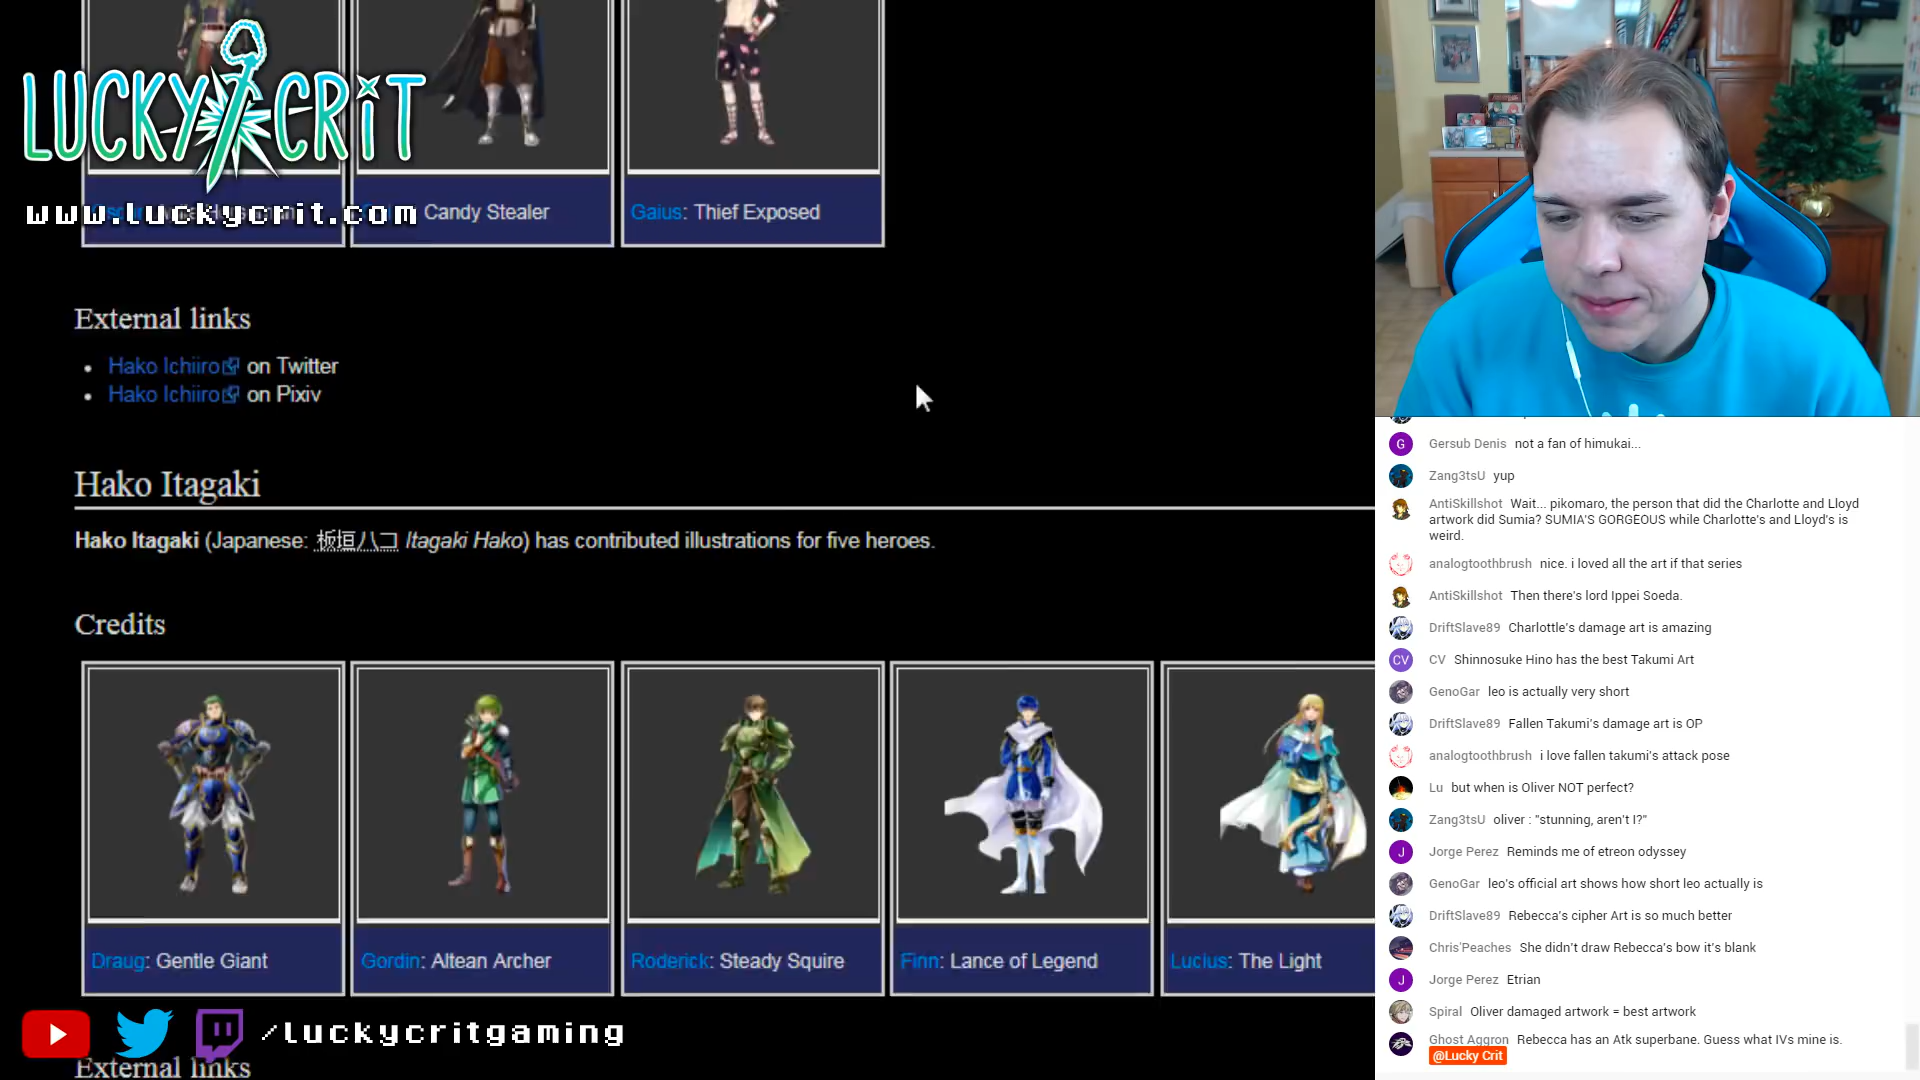 LUCKY CRIT
www.luckycrit.com
Candy Stealer
Gaius: Thief Exposed
External links
Hako Ichiiro on Twitter
Hako Ichiiro on Pixiv
Hako Itagaki
Hako Itagaki (Japanese: 板垣ハコ Itagaki Hako) has contributed illustrations for five heroes.
Credits
Draug: Gentle Giant
Gordin: Altean Archer
Roderick: Steady Squire
Finn: Lance of Legend
Lucius: The Light
/luckycritgaming
External links
G Gersub Denis not a fan of himukai...
Zang3tsU yup
AntiSkillshot Wait... pikomaro, the person that did the Charlotte and Lloyd
artwork did Sumia? SUMIA'S GORGEOUS while Charlotte's and Lloyd's is
weird.
analogtoothbrush nice. i loved all the art if that series
AntiSkillshot Then there's lord Ippei Soeda.
DriftSlave89 Charlottle's damage art is amazing
CV CV Shinnosuke Hino has the best Takumi Art
GenoGar leo is actually very short
DriftSlave89 Fallen Takumi's damage art is OP
analogtoothbrush i love fallen takumi's attack pose
Lu but when is Oliver NOT perfect?
Zang3tsU oliver : "stunning, aren't I?"
J Jorge Perez Reminds me of etreon odyssey
GenoGar leo's official art shows how short leo actually is
DriftSlave89 Rebecca's cipher Art is so much better
Chris'Peaches She didn't draw Rebecca's bow it's blank
J Jorge Perez Etrian
Spiral Oliver damaged artwork = best artwork
Ghost Aggron Rebecca has an Atk superbane. Guess what IVs mine is.
@Lucky Crit